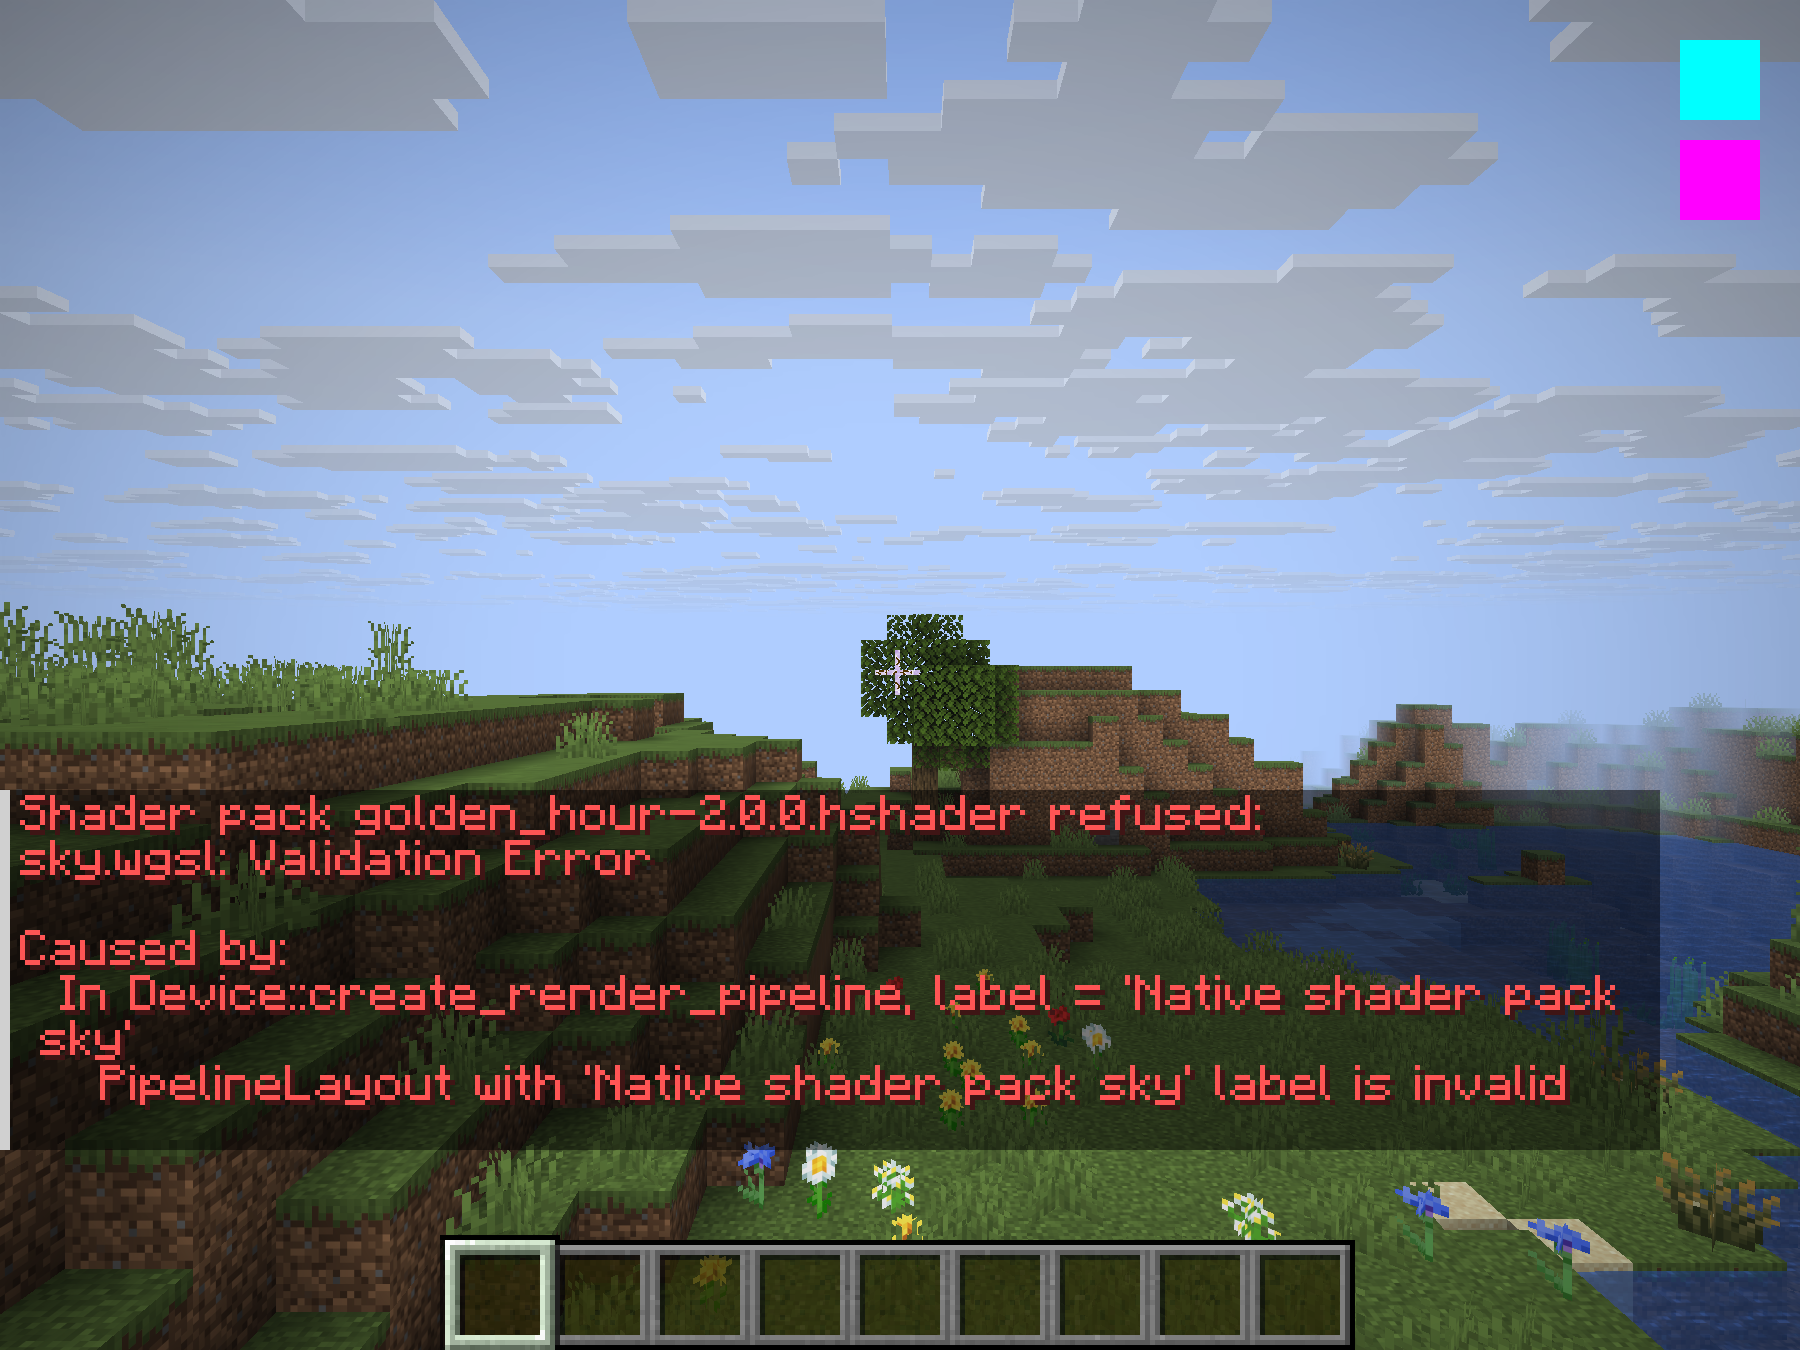 Shader pack golden_hour-2.0.0.hshader refused:
sky.wgsl: Validation Error
Caused by:
In Device::create_render_pipeline, label = 'Native shader pack
sky'
PipelineLayout with 'Native shader pack sky' label is invalid